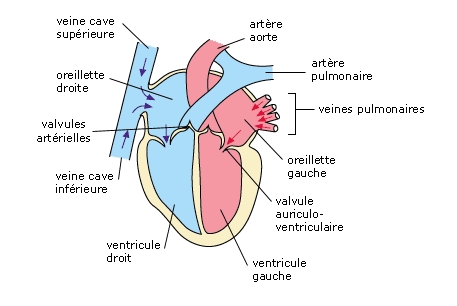 veine cave
supérieure
artère
aorte
oreillette
droite
artère
pulmonaire
veines pulmonaires
valvules
artérielles
oreillette
gauche
veine cave
inférieure
valvule
auriculo-
ventriculaire
ventricule
droit
ventricule
gauche